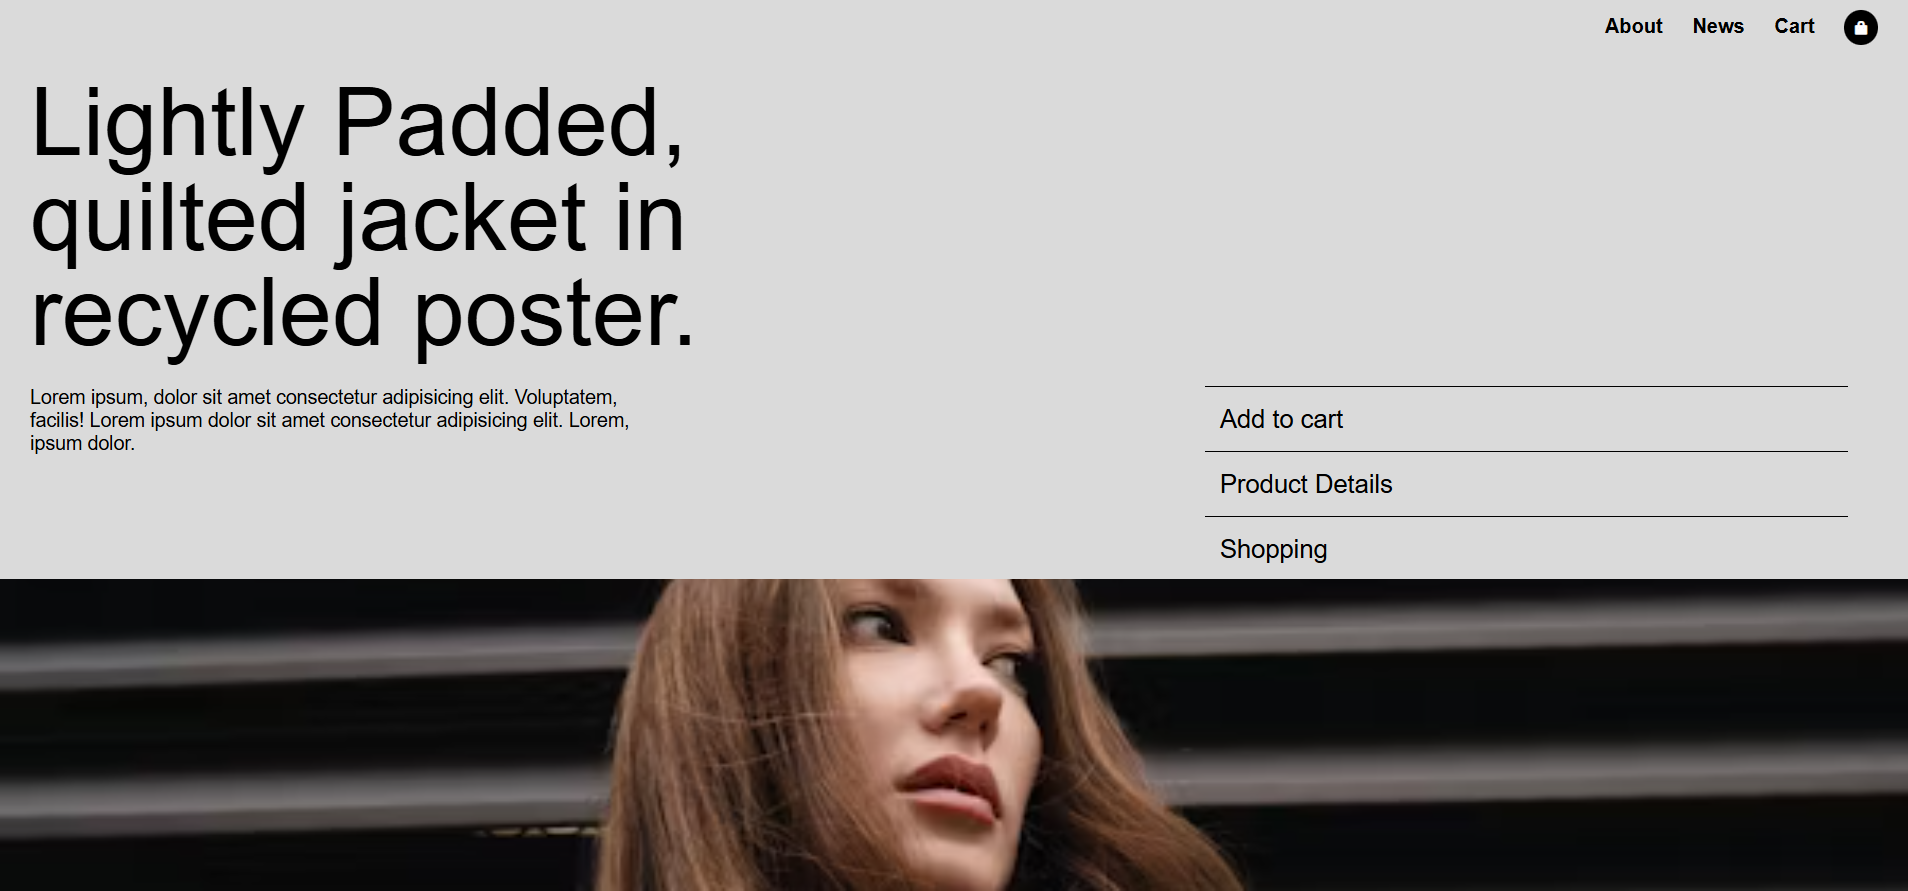 About News Cart
Lightly Padded,
quilted jacket in
recycled poster.
Lorem ipsum, dolor sit amet consectetur adipisicing elit. Voluptatem,
facilis! Lorem ipsum dolor sit amet consectetur adipisicing elit. Lorem,
ipsum dolor.
Add to cart
Product Details
Shopping